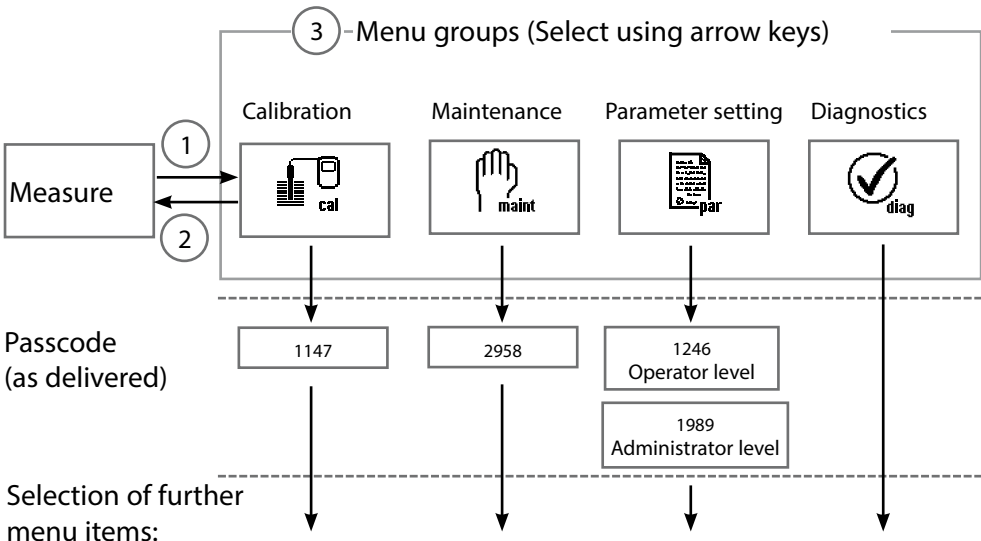 3 Menu groups (Select using arrow keys)
Calibration Maintenance Parameter setting Diagnostics
1
Measure
cal maint par diag
2
Passcode
(as delivered)
1147 2958 1246
Operator level
1989
Administrator level
Selection of further
menu items: